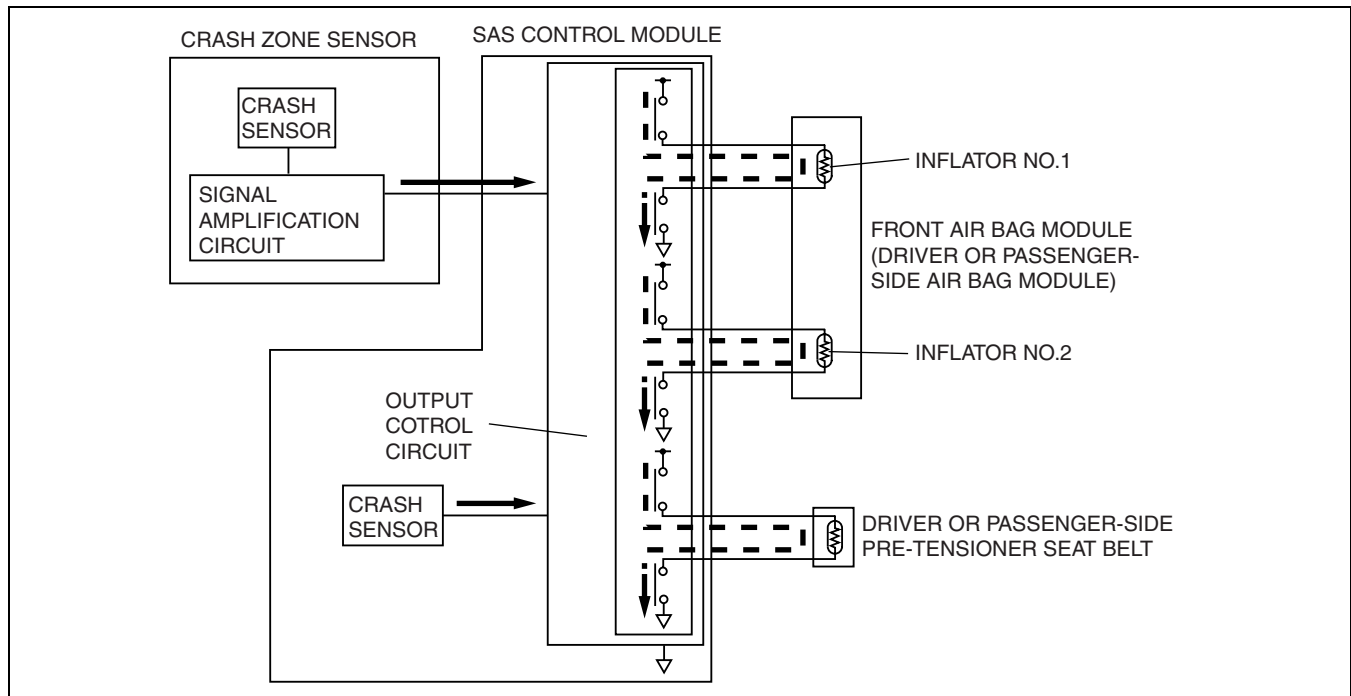 CRASH ZONE SENSOR
SAS CONTROL MODULE
CRASH
SENSOR
SIGNAL
AMPLIFICATION
CIRCUIT
INFLATOR NO.1
FRONT AIR BAG MODULE
(DRIVER OR PASSENGER-
SIDE AIR BAG MODULE)
INFLATOR NO.2
OUTPUT
COTROL
CIRCUIT
CRASH
SENSOR
DRIVER OR PASSENGER-SIDE
PRE-TENSIONER SEAT BELT